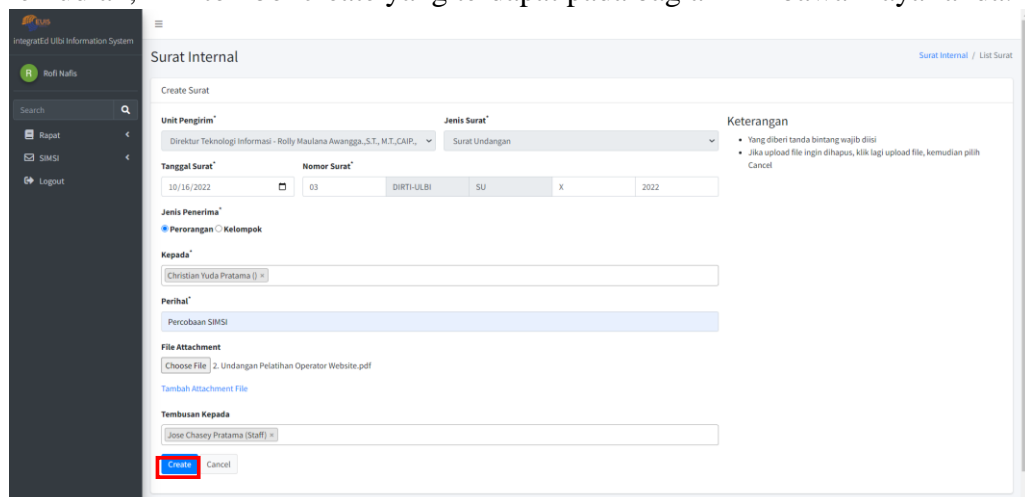 EUIS
integratEd Ulbi Information System
R Rofi Nafis
Search
Rapat
SIMSI
Logout
Surat Internal
Surat Internal / List Surat
Create Surat
Unit Pengirim*
Jenis Surat*
Direktur Teknologi Informasi - Rolly Maulana Awangga.,S.T., M.T.,CAIP.,
Surat Undangan
Tanggal Surat*
Nomor Surat*
10/16/2022
03 DIRTI-ULBI SU X 2022
Jenis Penerima*
Perorangan Kelompok
Kepada*
Christian Yuda Pratama () ×
Perihal*
Percobaan SIMSI
File Attachment
Choose File 2. Undangan Pelatihan Operator Website.pdf
Tambah Attachment File
Tembusan Kepada
Jose Chasey Pratama (Staff) ×
Create Cancel
Keterangan
• Yang diberi tanda bintang wajib diisi
• Jika upload file ingin dihapus, klik lagi upload file, kemudian pilih
Cancel